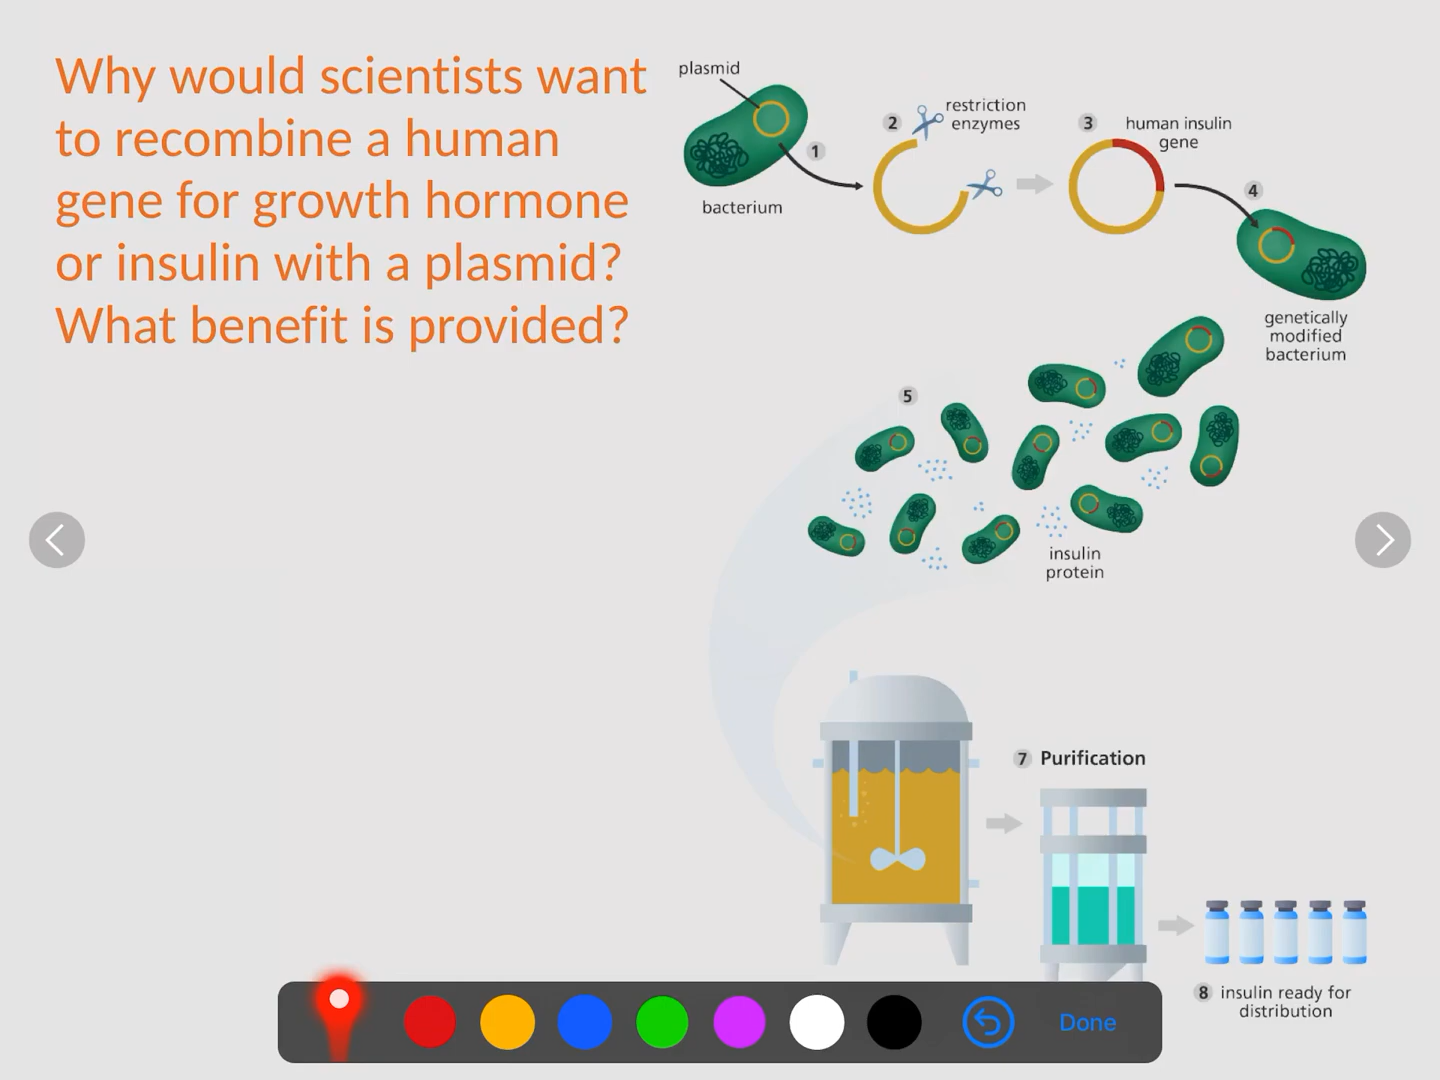 Why would scientists want
to recombine a human
gene for growth hormone
or insulin with a plasmid?
What benefit is provided?
plasmid
bacterium
1
2
restriction
enzymes
3
human insulin
gene
4
genetically
modified
bacterium
5
insulin
protein
7 Purification
8 insulin ready for
distribution
Done